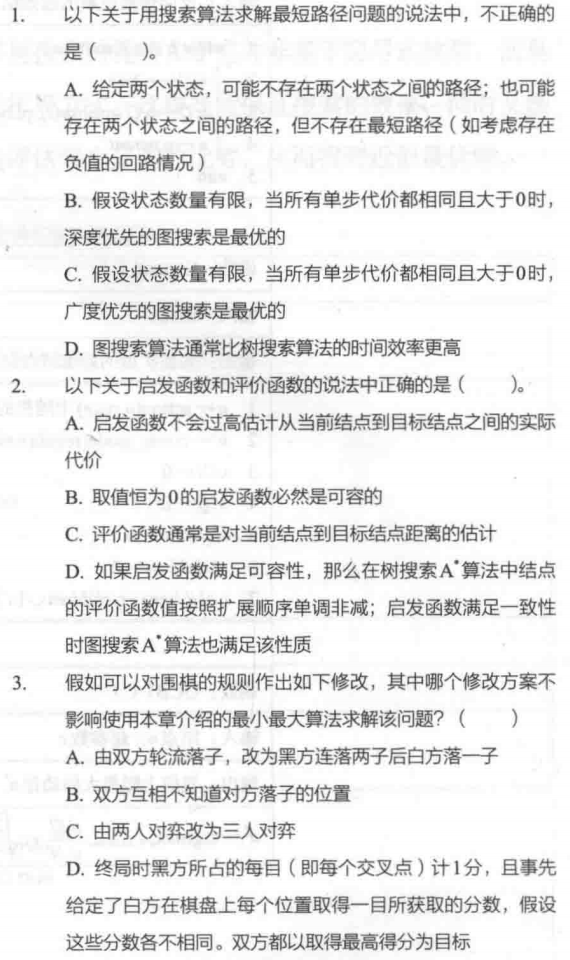 1. 以下关于用搜索算法求解最短路径问题的说法中，不正确的
是（　　）。
A. 给定两个状态，可能不存在两个状态之间的路径；也可能
存在两个状态之间的路径，但不存在最短路径（如考虑存在
负值的回路情况）
B. 假设状态数量有限，当所有单步代价都相同且大于0时，
深度优先的图搜索是最优的
C. 假设状态数量有限，当所有单步代价都相同且大于0时，
广度优先的图搜索是最优的
D. 图搜索算法通常比树搜索算法的时间效率更高
2. 以下关于启发函数和评价函数的说法中正确的是（　　）。
A. 启发函数不会过高估计从当前结点到目标结点之间的实际
代价
B. 取值恒为0的启发函数必然是可容的
C. 评价函数通常是对当前结点到目标结点距离的估计
D. 如果启发函数满足可容性，那么在树搜索A*算法中结点
的评价函数值按照扩展顺序单调非减；启发函数满足一致性
时图搜索A*算法也满足该性质
3. 假如可以对围棋的规则作出如下修改，其中哪个修改方案不
影响使用本章介绍的最小最大算法求解该问题？（　　）
A. 由双方轮流落子，改为黑方连落两子后白方落一子
B. 双方互相不知道对方落子的位置
C. 由两人对弈改为三人对弈
D. 终局时黑方所占的每目（即每个交叉点）计1分，且事先
给定了白方在棋盘上每个位置取得一目所获取的分数，假设
这些分数各不相同。双方都以取得最高得分为目标